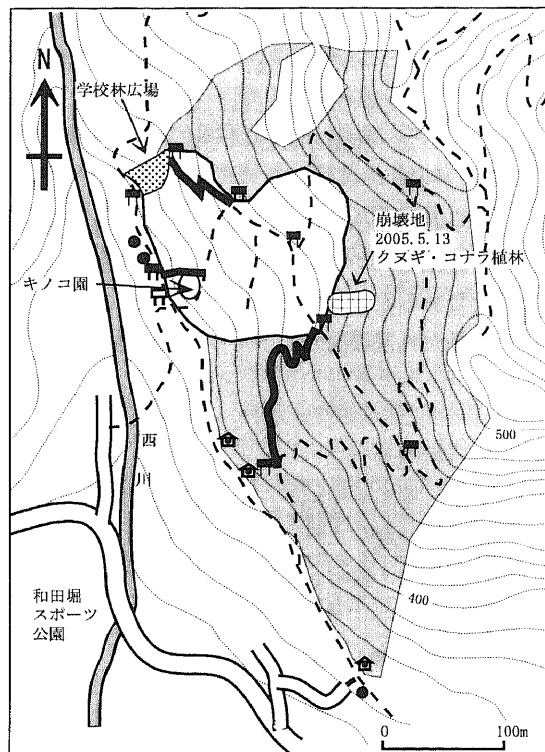 N
学校林広場
崩壊地
2005.5.13
クヌギ・コナラ植林
キノコ園
西
川
500
和田堀
スポーツ
公園
400
0 100m